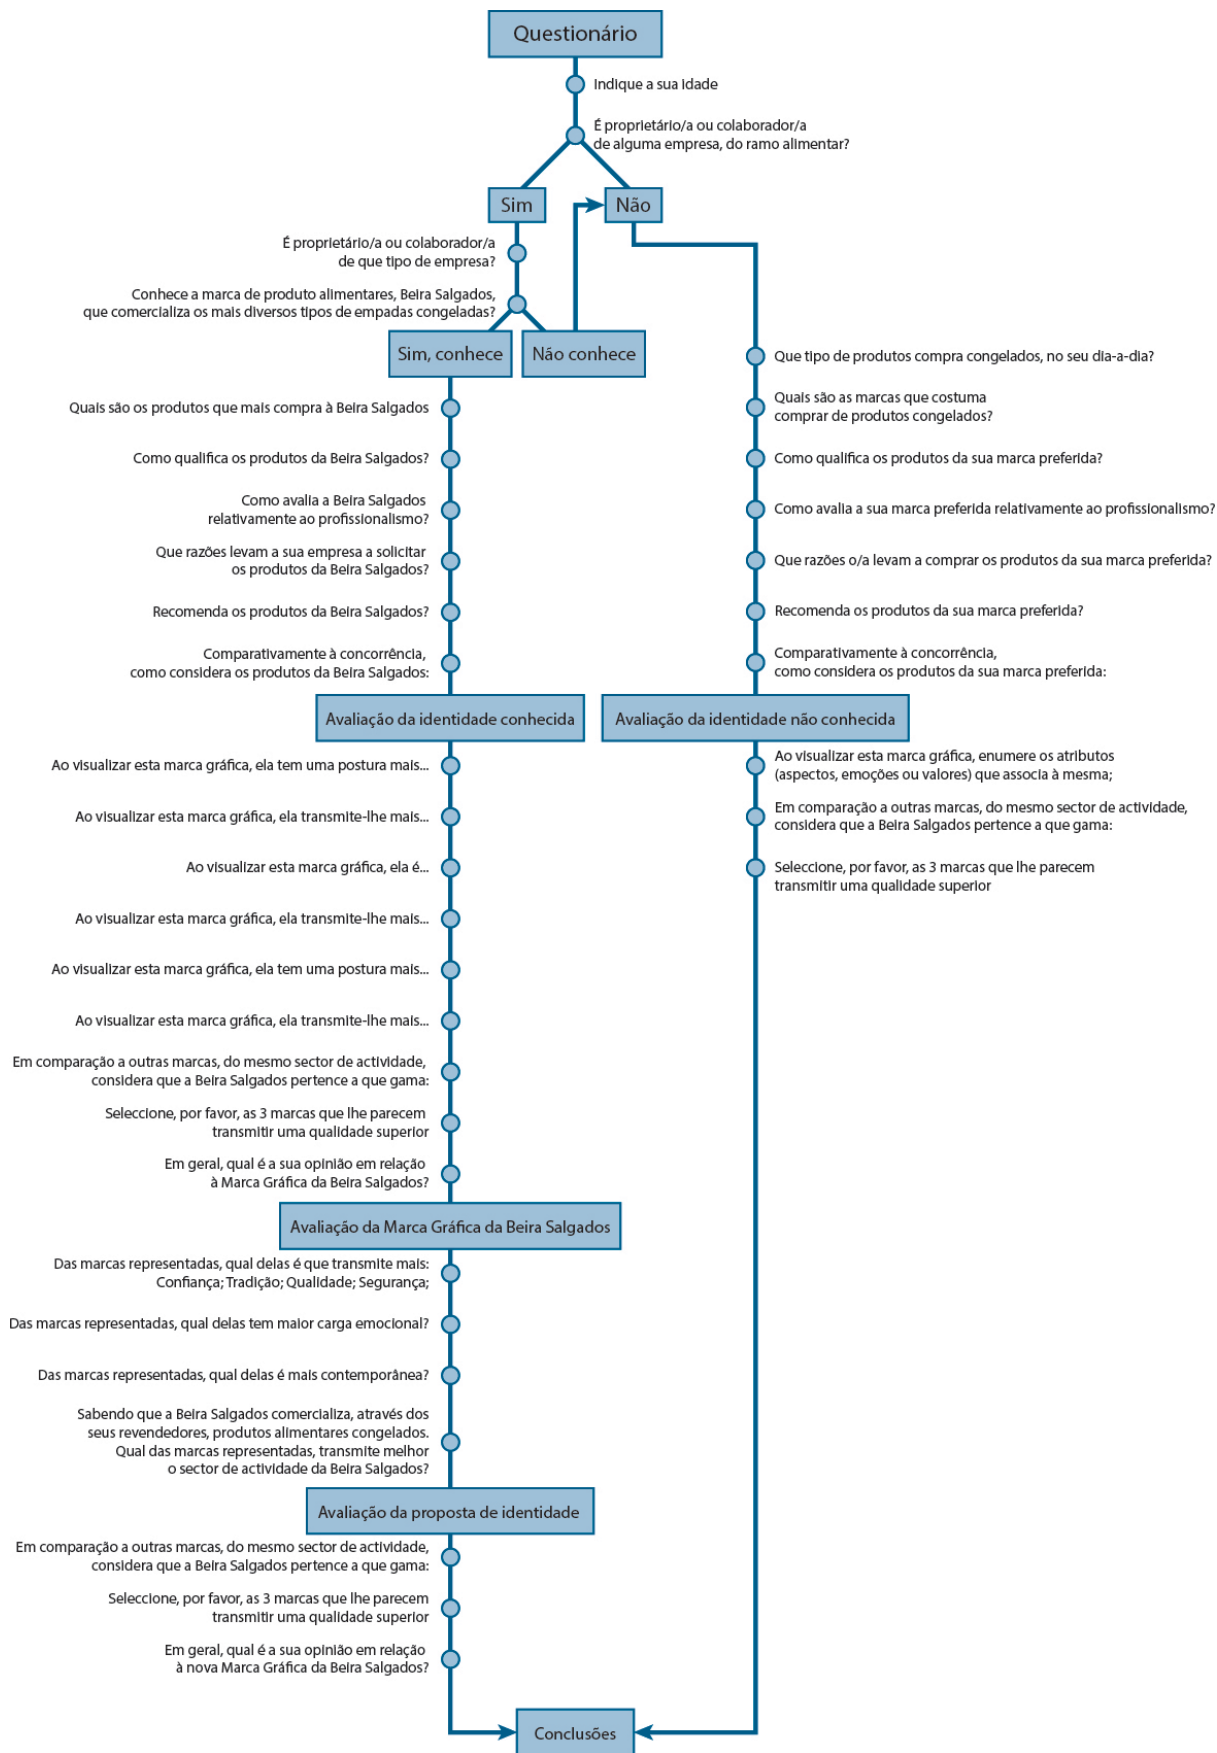 Questionário
Indique a sua idade
É proprietário/a ou colaborador/a
de alguma empresa, do ramo alimentar?
Sim
Não
É proprietário/a ou colaborador/a
de que tipo de empresa?
Conhece a marca de produto alimentares, Beira Salgados,
que comercializa os mais diversos tipos de empadas congeladas?
Sim, conhece
Não conhece
Quais são os produtos que mais compra à Beira Salgados
Como qualifica os produtos da Beira Salgados?
Como avalia a Beira Salgados
relativamente ao profissionalismo?
Que razões levam a sua empresa a solicitar
os produtos da Beira Salgados?
Recomenda os produtos da Beira Salgados?
Comparativamente à concorrência,
como considera os produtos da Beira Salgados:
Avaliação da identidade conhecida
Ao visualizar esta marca gráfica, ela tem uma postura mais...
Ao visualizar esta marca gráfica, ela transmite-lhe mais...
Ao visualizar esta marca gráfica, ela é...
Ao visualizar esta marca gráfica, ela transmite-lhe mais...
Ao visualizar esta marca gráfica, ela tem uma postura mais...
Ao visualizar esta marca gráfica, ela transmite-lhe mais...
Em comparação a outras marcas, do mesmo sector de actividade,
considera que a Beira Salgados pertence a que gama:
Seleccione, por favor, as 3 marcas que lhe parecem
transmitir uma qualidade superior
Em geral, qual é a sua opinião em relação
à Marca Gráfica da Beira Salgados?
Avaliação da Marca Gráfica da Beira Salgados
Das marcas representadas, qual delas é que transmite mais:
Confiança; Tradição; Qualidade; Segurança;
Das marcas representadas, qual delas tem maior carga emocional?
Das marcas representadas, qual delas é mais contemporânea?
Sabendo que a Beira Salgados comercializa, através dos
seus revendedores, produtos alimentares congelados.
Qual das marcas representadas, transmite melhor
o sector de actividade da Beira Salgados?
Avaliação da proposta de identidade
Em comparação a outras marcas, do mesmo sector de actividade,
considera que a Beira Salgados pertence a que gama:
Seleccione, por favor, as 3 marcas que lhe parecem
transmitir uma qualidade superior
Em geral, qual é a sua opinião em relação
à nova Marca Gráfica da Beira Salgados?
Que tipo de produtos compra congelados, no seu dia-a-dia?
Quais são as marcas que costuma
comprar de produtos congelados?
Como qualifica os produtos da sua marca preferida?
Como avalia a sua marca preferida relativamente ao profissionalismo?
Que razões o/a levam a comprar os produtos da sua marca preferida?
Recomenda os produtos da sua marca preferida?
Comparativamente à concorrência,
como considera os produtos da sua marca preferida:
Avaliação da identidade não conhecida
Ao visualizar esta marca gráfica, enumere os atributos
(aspectos, emoções ou valores) que associa à mesma;
Em comparação a outras marcas, do mesmo sector de actividade,
considera que a Beira Salgados pertence a que gama:
Seleccione, por favor, as 3 marcas que lhe parecem
transmitir uma qualidade superior
Conclusões